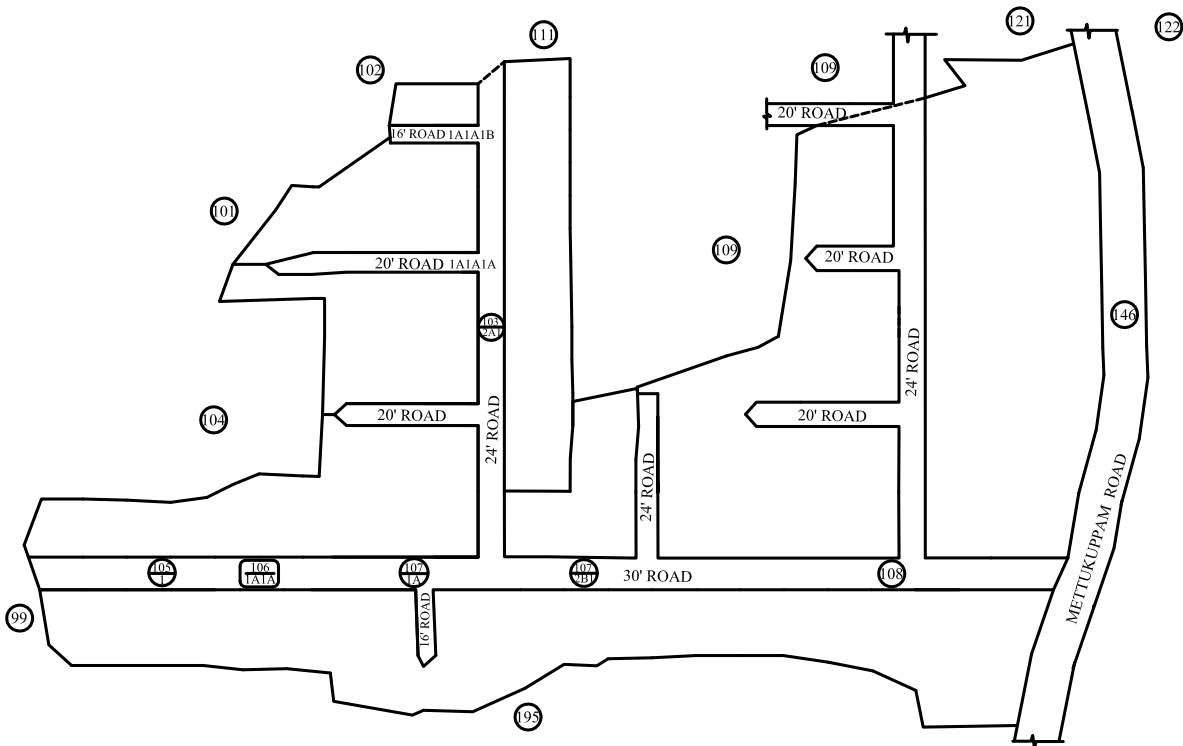 121
122
111
102
109
20' ROAD
16' ROAD 1A1A1B
101
109
20' ROAD 1A1A1A
20' ROAD
146
103
2A1
24' ROAD
104
20' ROAD
24' ROAD
20' ROAD
24' ROAD
METTUKUPPAM ROAD
105
1
106
1A1A
107
1A
107
2B1
30' ROAD
108
99
16' ROAD
195